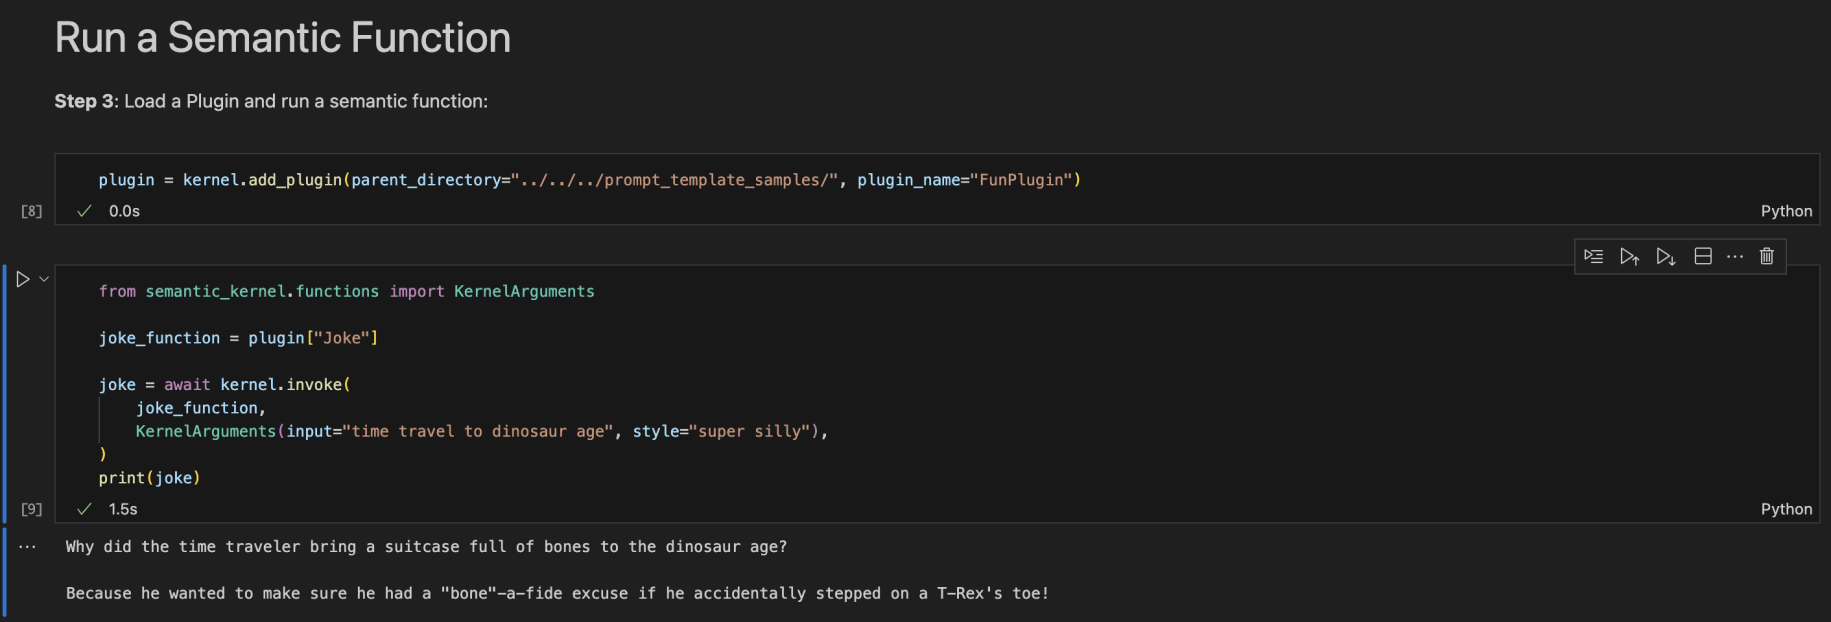 Run a Semantic Function
Step 3: Load a Plugin and run a semantic function:
plugin = kernel.add_plugin(parent_directory="../../../prompt_template_samples/", plugin_name="FunPlugin")
[8]
0.0s
Python
from semantic_kernel.functions import KernelArguments
joke_function = plugin["Joke"]
joke = await kernel.invoke(
    joke_function,
    KernelArguments(input="time travel to dinosaur age", style="super silly"),
)
print(joke)
[9]
1.5s
Python
Why did the time traveler bring a suitcase full of bones to the dinosaur age?
Because he wanted to make sure he had a "bone"-a-fide excuse if he accidentally stepped on a T-Rex's toe!